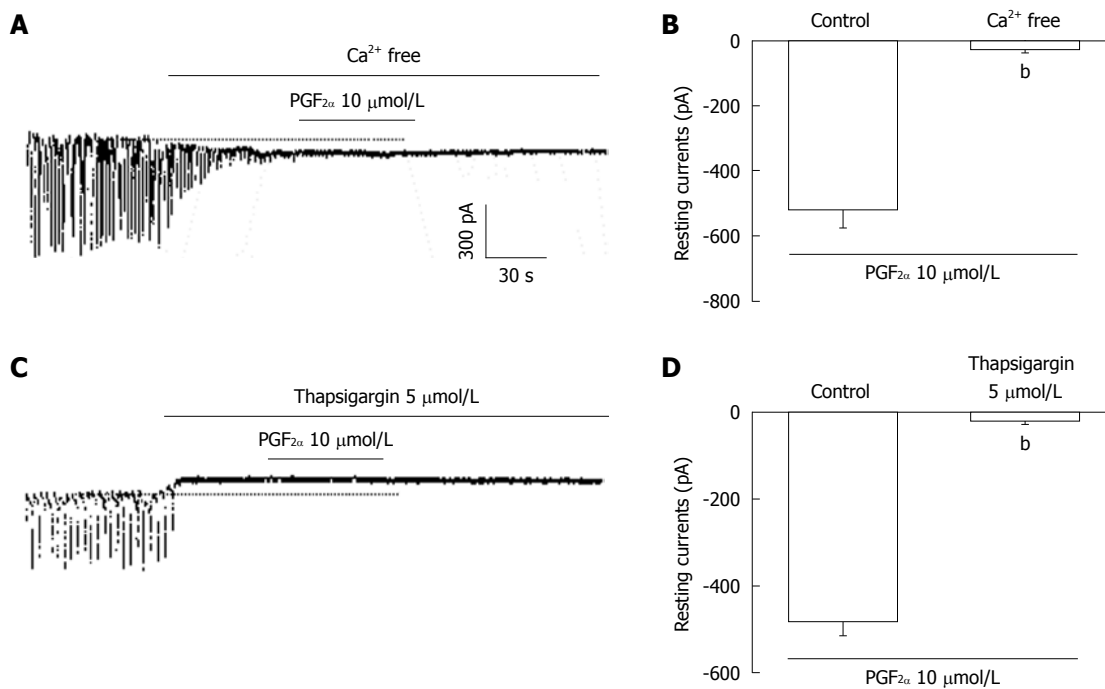 A
Ca²⁺ free
PGF₂α 10 μmol/L
300 pA
30 s
B
Control
Ca²⁺ free
0
-200
-400
-600
-800
Resting currents (pA)
b
PGF₂α 10 μmol/L
C
Thapsigargin 5 μmol/L
PGF₂α 10 μmol/L
D
Control
Thapsigargin
5 μmol/L
0
-200
-400
-600
Resting currents (pA)
b
PGF₂α 10 μmol/L